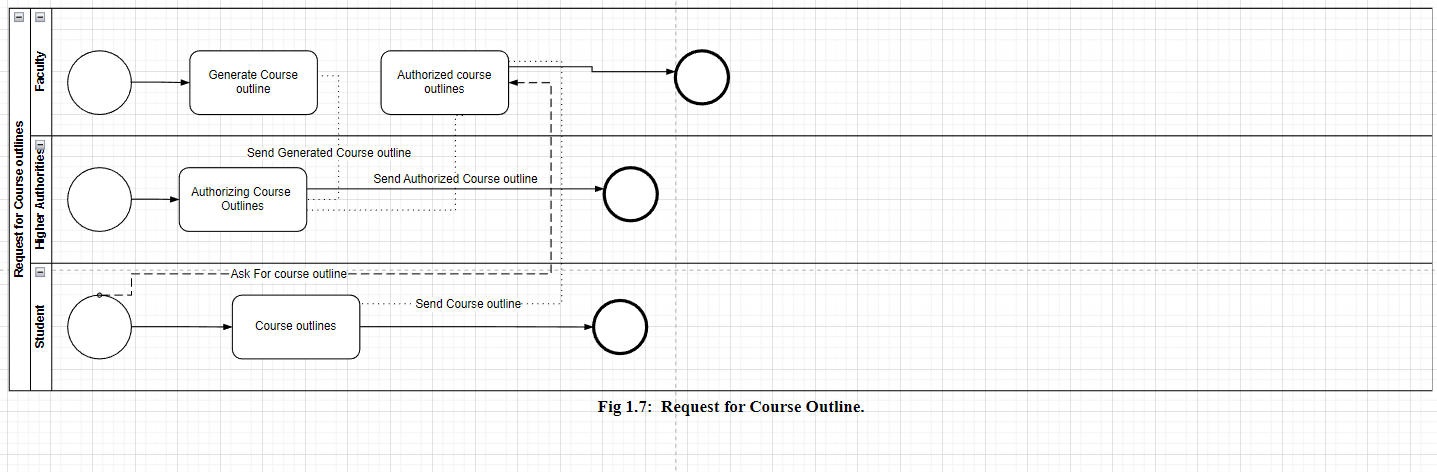 Request for Course outlines
Faculty
Generate Course
outline
Authorized course
outlines
Higher Authorities
Send Generated Course outline
Authorizing Course
Outlines
Send Authorized Course outline
Student
Ask For course outline
Course outlines
Send Course outline
Fig 1.7: Request for Course Outline.